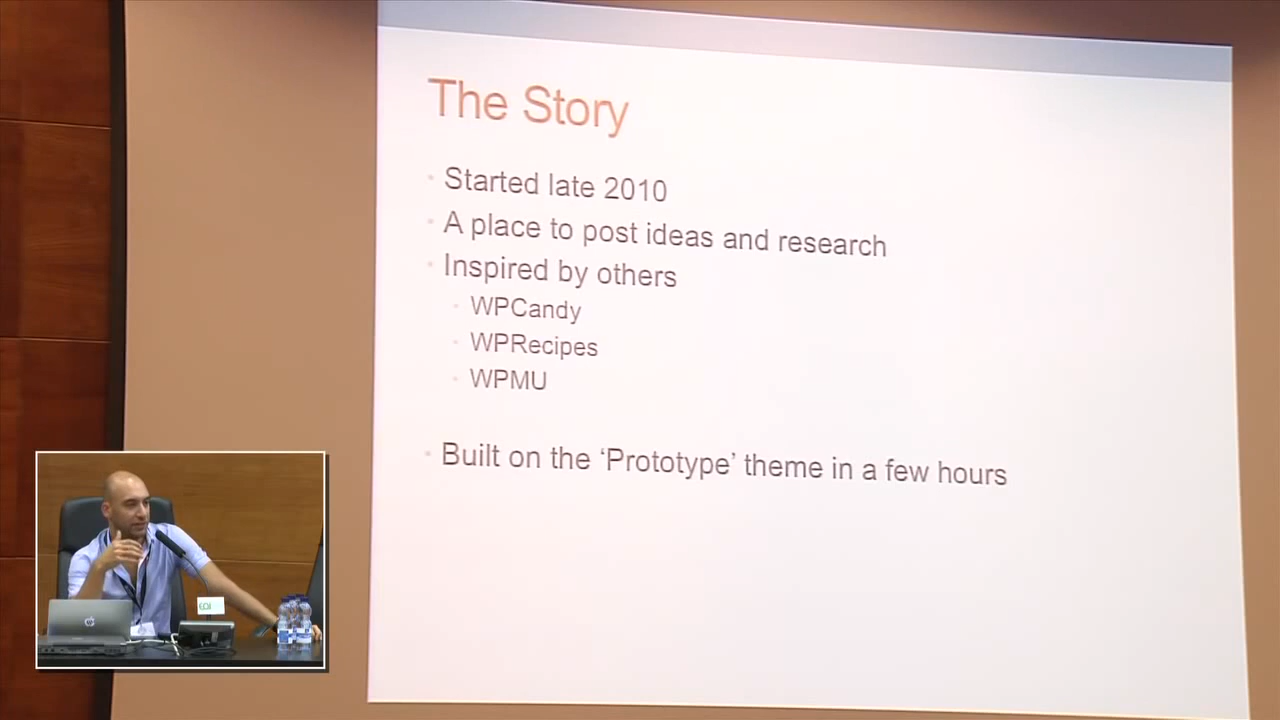 The Story
Started late 2010
A place to post ideas and research
Inspired by others
WPCandy
WPRecipes
WPMU
Built on the ‘Prototype’ theme in a few hours